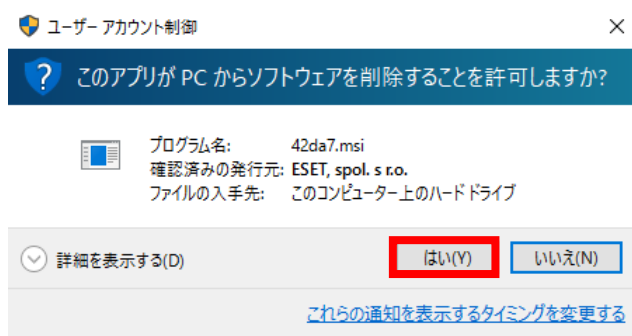 ユーザー アカウント制御
このアプリが PC からソフトウェアを削除することを許可しますか?
プログラム名: 42da7.msi
確認済みの発行元: ESET, spol. s r.o.
ファイルの入手先: このコンピューター上のハード ドライブ
詳細を表示する(D)
はい(Y) いいえ(N)
これらの通知を表示するタイミングを変更する